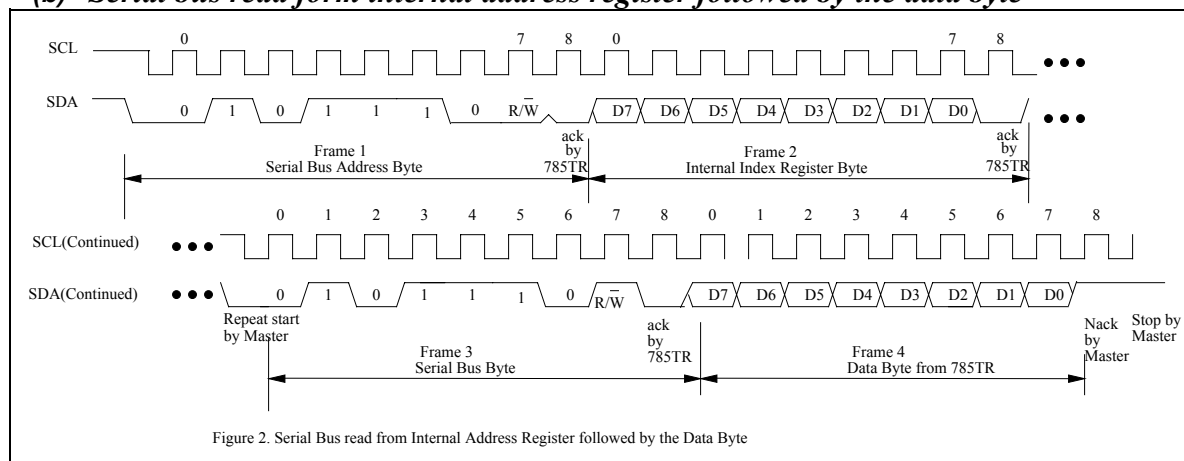 (b) Serial bus read form internal address register followed by the data byte
0 7 8 0 7 8
SCL
SDA
0 1 0 1 1 1 0 R/W D7 D6 D5 D4 D3 D2 D1 D0
ack by 785TR
ack by 785TR
Frame 1
Serial Bus Address Byte
Frame 2
Internal Index Register Byte
0 1 2 3 4 5 6 7 8 0 1 2 3 4 5 6 7 8
SCL(Continued)
SDA(Continued)
0 1 0 1 1 1 0 R/W D7 D6 D5 D4 D3 D2 D1 D0
Repeat start
by Master
ack
by
785TR
Nack
by
Master
Stop by
Master
Frame 3
Serial Bus Byte
Frame 4
Data Byte from 785TR
Figure 2. Serial Bus read from Internal Address Register followed by the Data Byte